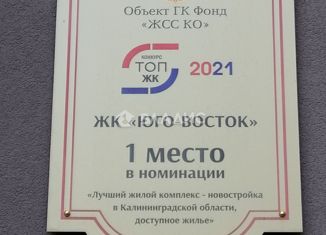 Объект ГК Фонд
«ЖСС КО»
КОНКУРС
ТОП
ЖК
2021
ЖК «ЮГО-ВОСТОК»
1 место
в номинации
«Лучший жилой комплекс - новостройка
в Калининградской области,
доступное жилье»